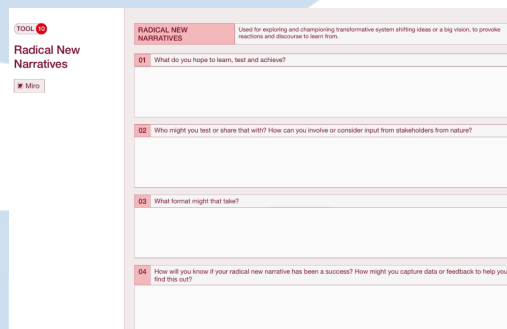 TOOL 10
Radical New
Narratives
Miro
RADICAL NEW
NARRATIVES
Used for exploring and championing transformative system shifting ideas or a big vision, to provoke
reactions and discourse to learn from.
01 What do you hope to learn, test and achieve?
02 Who might you test or share that with? How can you involve or consider input from stakeholders from nature?
03 What format might that take?
04 How will you know if your radical new narrative has been a success? How might you capture data or feedback to help you
find this out?